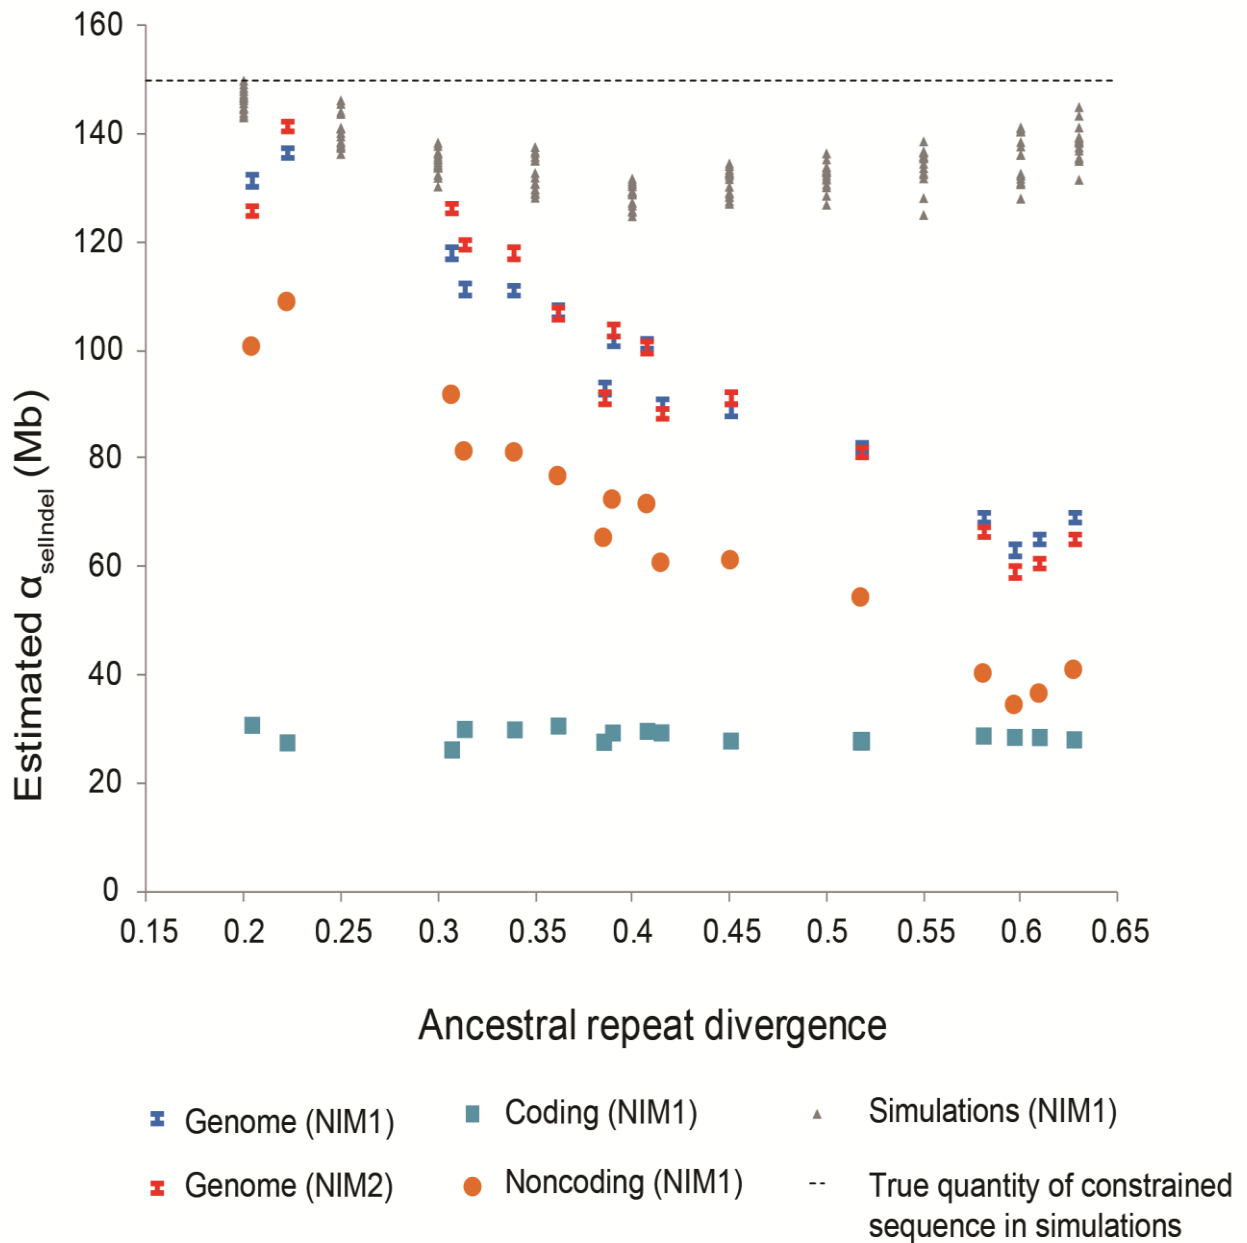 160
140
120
100
80
60
40
20
0
Estimated α_selIndel (Mb)
0.15 0.2 0.25 0.3 0.35 0.4 0.45 0.5 0.55 0.6 0.65
Ancestral repeat divergence
Genome (NIM1) Coding (NIM1) Simulations (NIM1)
Genome (NIM2) Noncoding (NIM1) True quantity of constrained
sequence in simulations